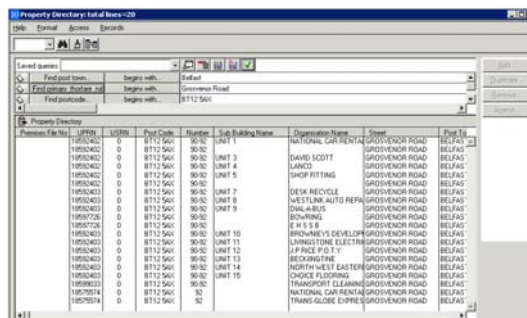 Property Directory: total lines=20
Help Format Access Records
Saved queries
Find post town... begins with... Belfast
Find primary thorfare_nd begins with... Grosvenor Road
Find postcode... begins with... BT12 5AX
Add
Duplicate
Remove
Append
Property Directory
Premises File No UPRN USRN Post Code Number Sub Building Name Organisation Name Street Post To
18592402 0 BT12 5AX 90-92 UNIT 1 NATIONAL CAR RENTAL GROSVENOR ROAD BELFAS
18592402 0 BT12 5AX 90-92 GROSVENOR ROAD BELFAS
18592402 0 BT12 5AX 90-92 UNIT 3 DAVID SCOTT GROSVENOR ROAD BELFAS
18592402 0 BT12 5AX 90-92 UNIT 4 LANCO GROSVENOR ROAD BELFAS
18592402 0 BT12 5AX 90-92 UNIT 5 SHOP FITTING GROSVENOR ROAD BELFAS
18592402 0 BT12 5AX 90-92 GROSVENOR ROAD BELFAS
18592403 0 BT12 5AX 90-92 UNIT 7 DESK RECYCLE GROSVENOR ROAD BELFAS
18592403 0 BT12 5AX 90-92 UNIT 8 WESTLINK AUTO REPA GROSVENOR ROAD BELFAS
18592403 0 BT12 5AX 90-92 UNIT 9 DIAL-A-BUS GROSVENOR ROAD BELFAS
18597726 0 BT12 5AX 90-92 BOWRING GROSVENOR ROAD BELFAS
18597726 0 BT12 5AX 90-92 E H S S B GROSVENOR ROAD BELFAS
18592403 0 BT12 5AX 90-92 UNIT 10 BROWNLEYS DEVELOP GROSVENOR ROAD BELFAS
18592403 0 BT12 5AX 90-92 UNIT 11 LIVINGSTONE ELECTRI GROSVENOR ROAD BELFAS
18592403 0 BT12 5AX 90-92 UNIT 12 J P RICE P.O.T.Y GROSVENOR ROAD BELFAS
18592403 0 BT12 5AX 90-92 UNIT 13 GROSVENOR ROAD BELFAS
18592403 0 BT12 5AX 90-92 UNIT 14 NORTH WEST EASTERN GROSVENOR ROAD BELFAS
18592403 0 BT12 5AX 90-92 UNIT 15 CHOICE FLOORING GROSVENOR ROAD BELFAS
18599033 0 BT12 5AX 90-92 TRANSPORT CLEANING GROSVENOR ROAD BELFAS
18575574 0 BT12 5AX 92 NATIONAL CAR RENTAL GROSVENOR ROAD BELFAS
18575574 0 BT12 5AX 92 TRANS-GLOBE EXPRES GROSVENOR ROAD BELFAS